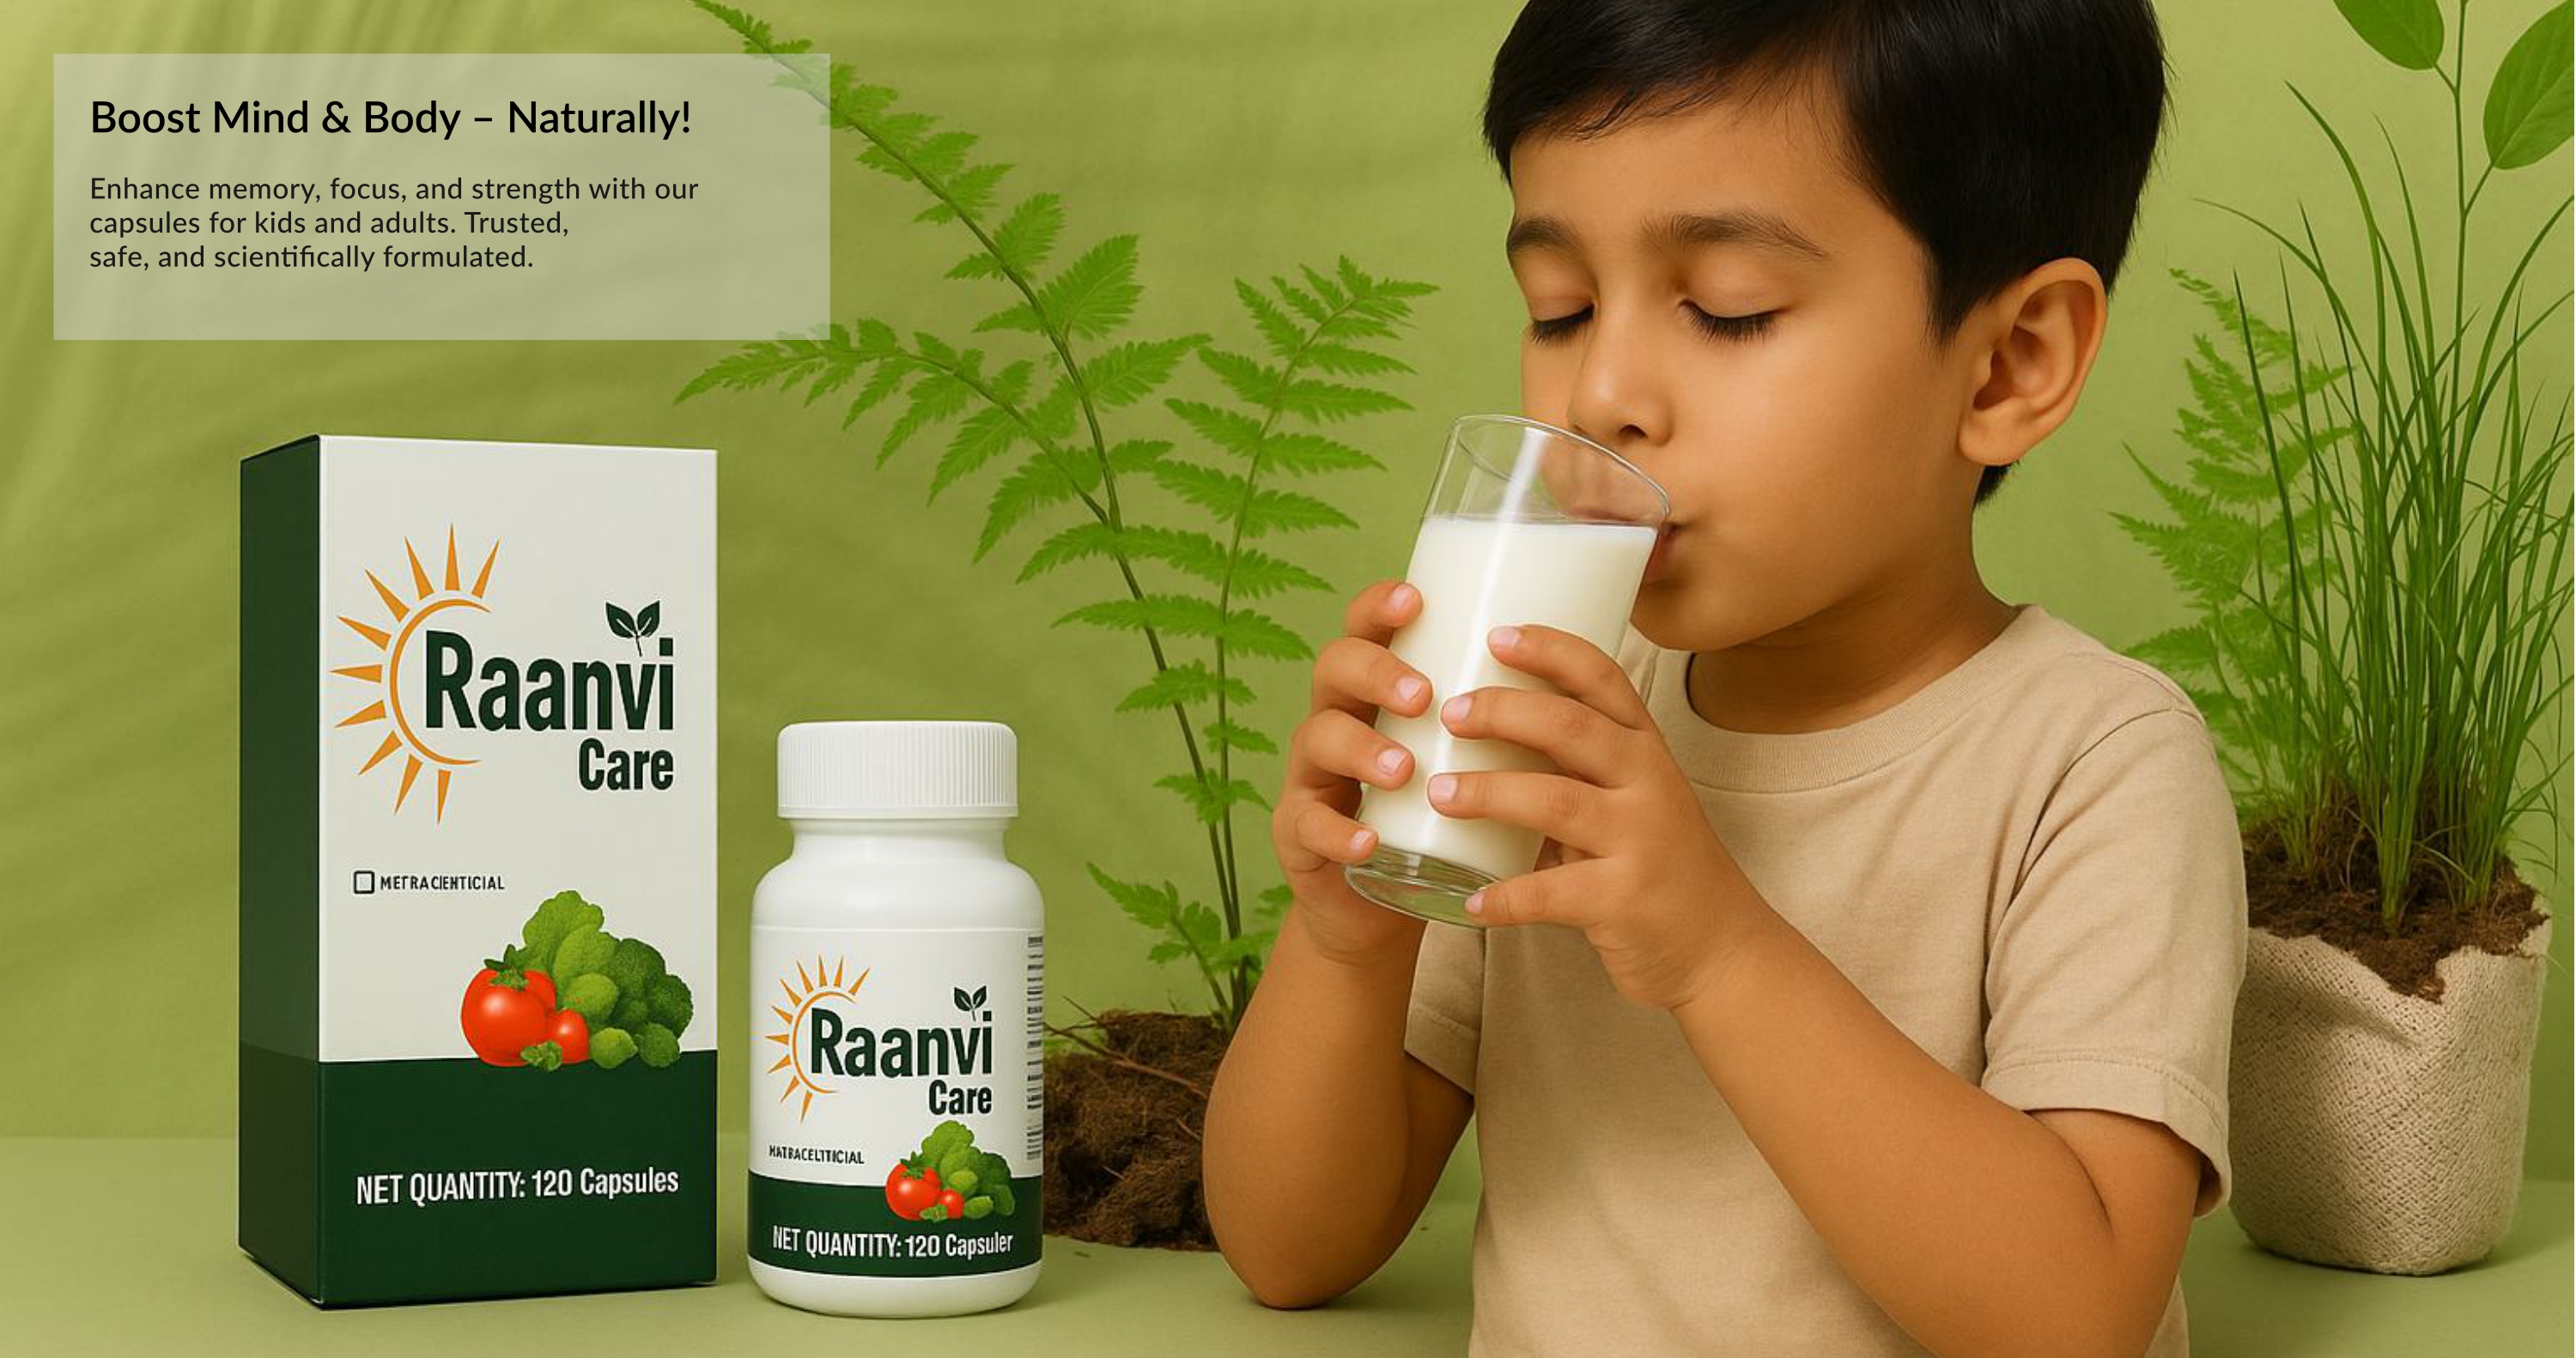 Boost Mind & Body – Naturally!
Enhance memory, focus, and strength with our
capsules for kids and adults. Trusted,
safe, and scientifically formulated.
Raanvi
Care
METRACIENTICIAL
NET QUANTITY: 120 Capsules
Raanvi
Care
NET QUANTITY: 120 Capsuler